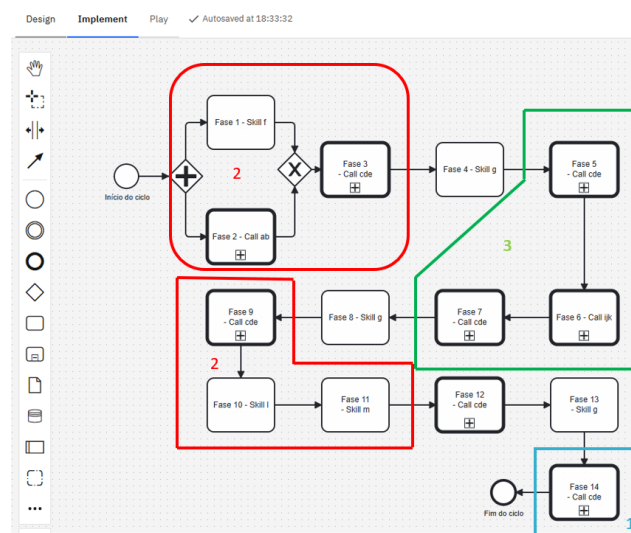 Design Implement Play Autosaved at 18:33:32
Fase 1 - Skill f
2
Fase 3
- Call cde
Fase 4 - Skill g
Fase 5
- Call cde
Início do ciclo
X
Fase 2 - Call ab
3
Fase 9
- Call cde
Fase 8 - Skill g
Fase 7
- Call cde
Fase 6 - Call ijk
2
Fase 10 - Skill l
Fase 11
- Skill m
Fase 12
- Call cde
Fase 13
- Skill g
Fase 14
- Call cde
Fim do ciclo
1